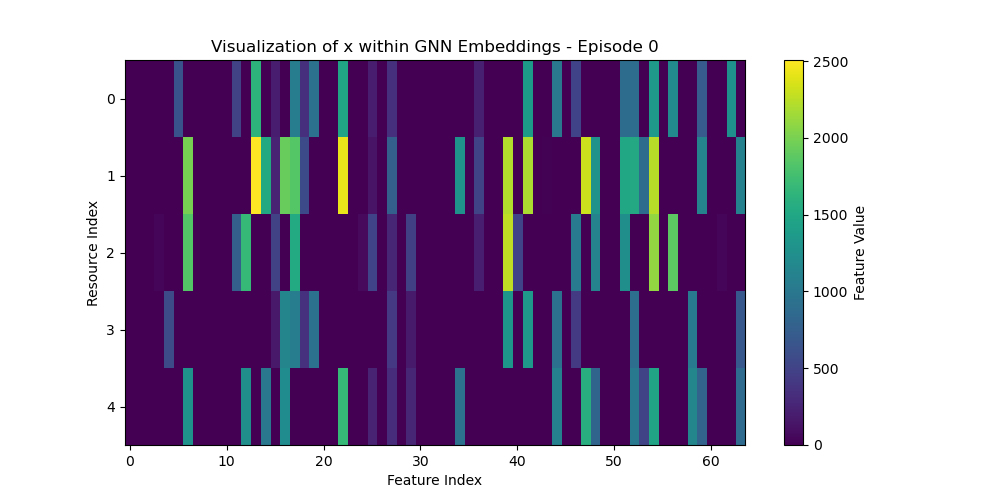 Visualization of x within GNN Embeddings - Episode 0
Resource Index
0
1
2
3
4
0 10 20 30 40 50 60
Feature Index
2500
2000
1500
1000
500
0
Feature Value